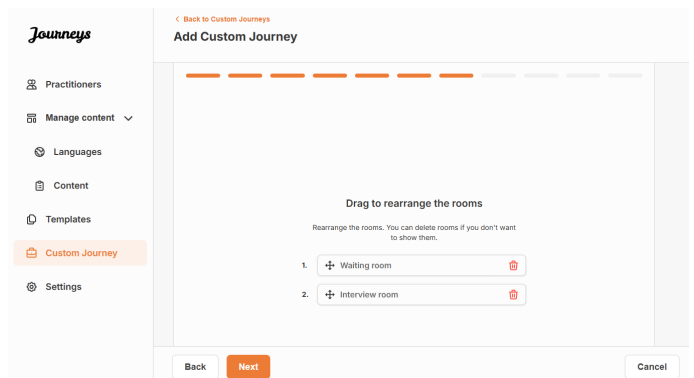 Journeys
Practitioners
Manage content
Languages
Content
Templates
Custom Journey
Settings
Back to Custom Journeys
Add Custom Journey
Drag to rearrange the rooms
Rearrange the rooms. You can delete rooms if you don't want
to show them.
1. Waiting room
2. Interview room
Back
Next
Cancel